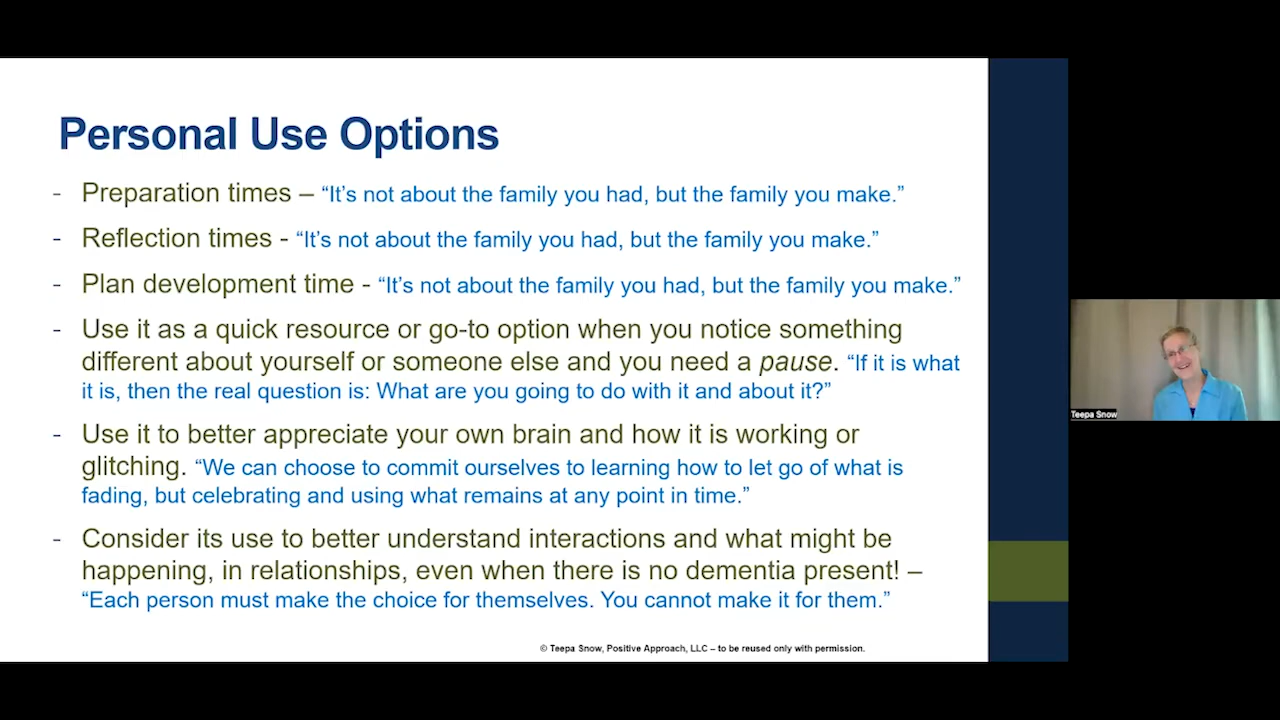 Personal Use Options
- Preparation times – “It’s not about the family you had, but the family you make.”
- Reflection times - “It’s not about the family you had, but the family you make.”
- Plan development time - “It’s not about the family you had, but the family you make.”
- Use it as a quick resource or go-to option when you notice something
different about yourself or someone else and you need a pause. “If it is what
it is, then the real question is: What are you going to do with it and about it?”
- Use it to better appreciate your own brain and how it is working or
glitching. “We can choose to commit ourselves to learning how to let go of what is
fading, but celebrating and using what remains at any point in time.”
- Consider its use to better understand interactions and what might be
happening, in relationships, even when there is no dementia present! –
“Each person must make the choice for themselves. You cannot make it for them.”
© Teepa Snow, Positive Approach, LLC – to be reused only with permission.
Teepa Snow